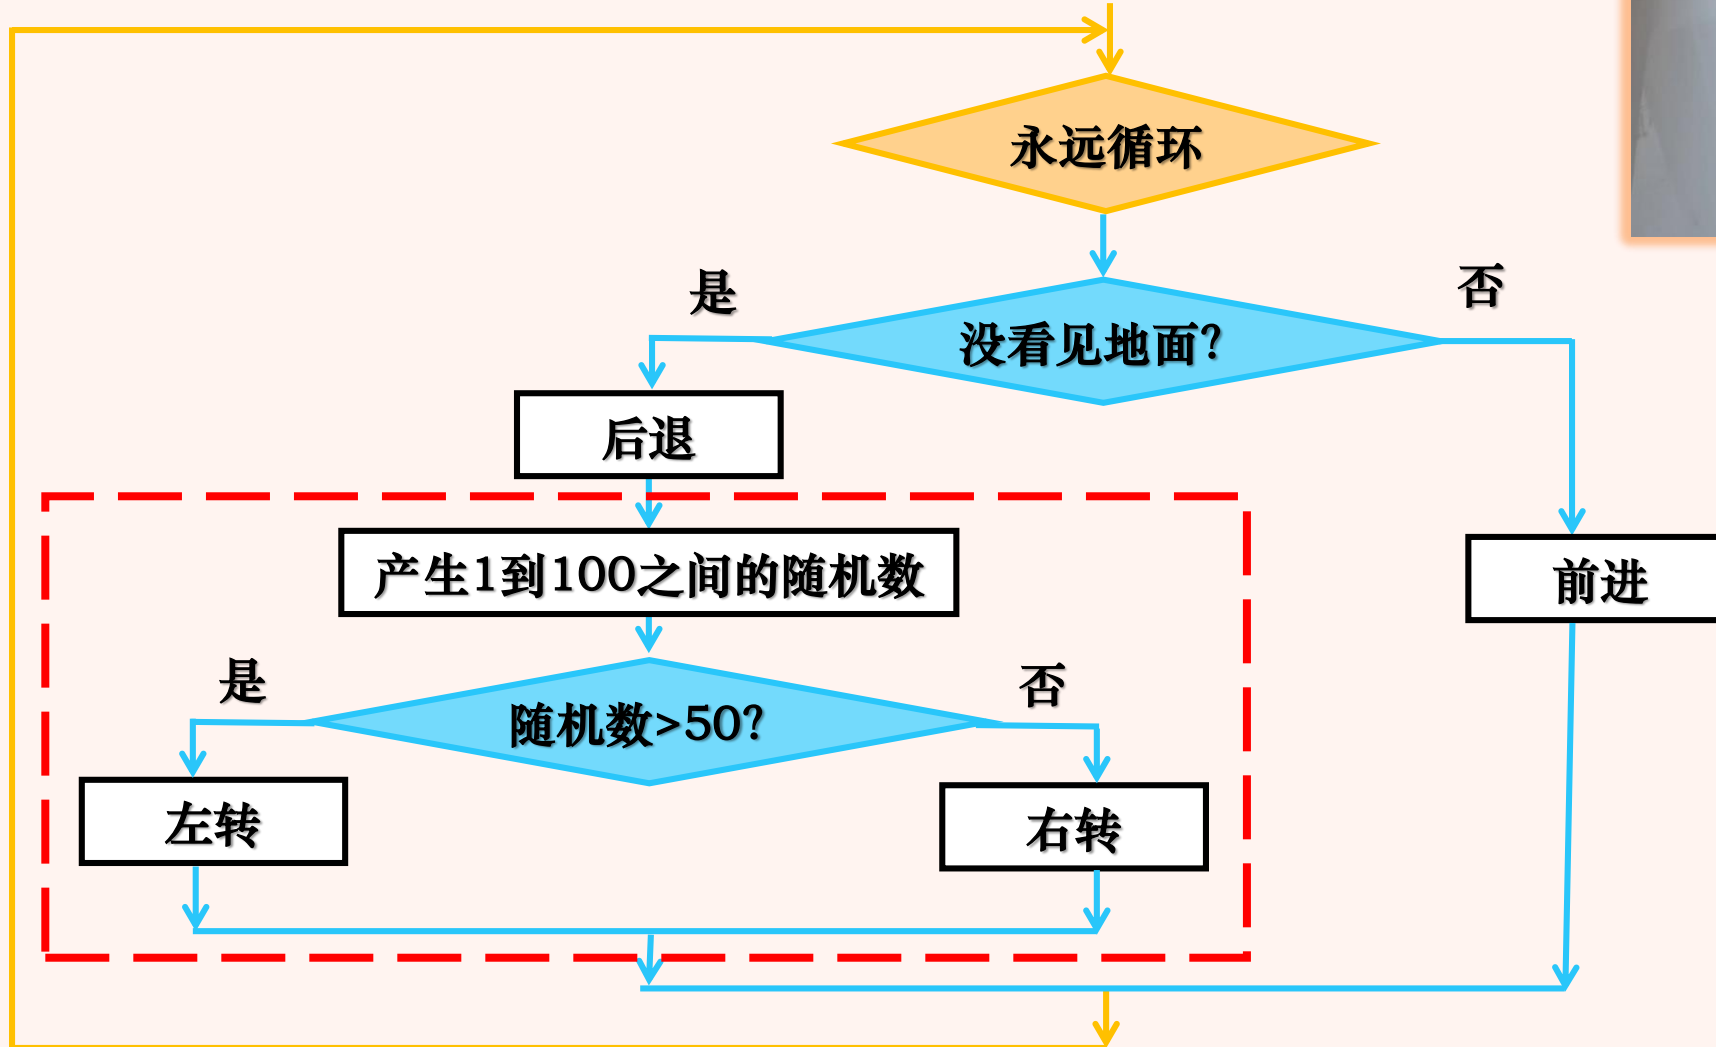 永远循环
是
否
没看见地面?
后退
产生1到100之间的随机数
前进
是
否
随机数>50?
左转
右转